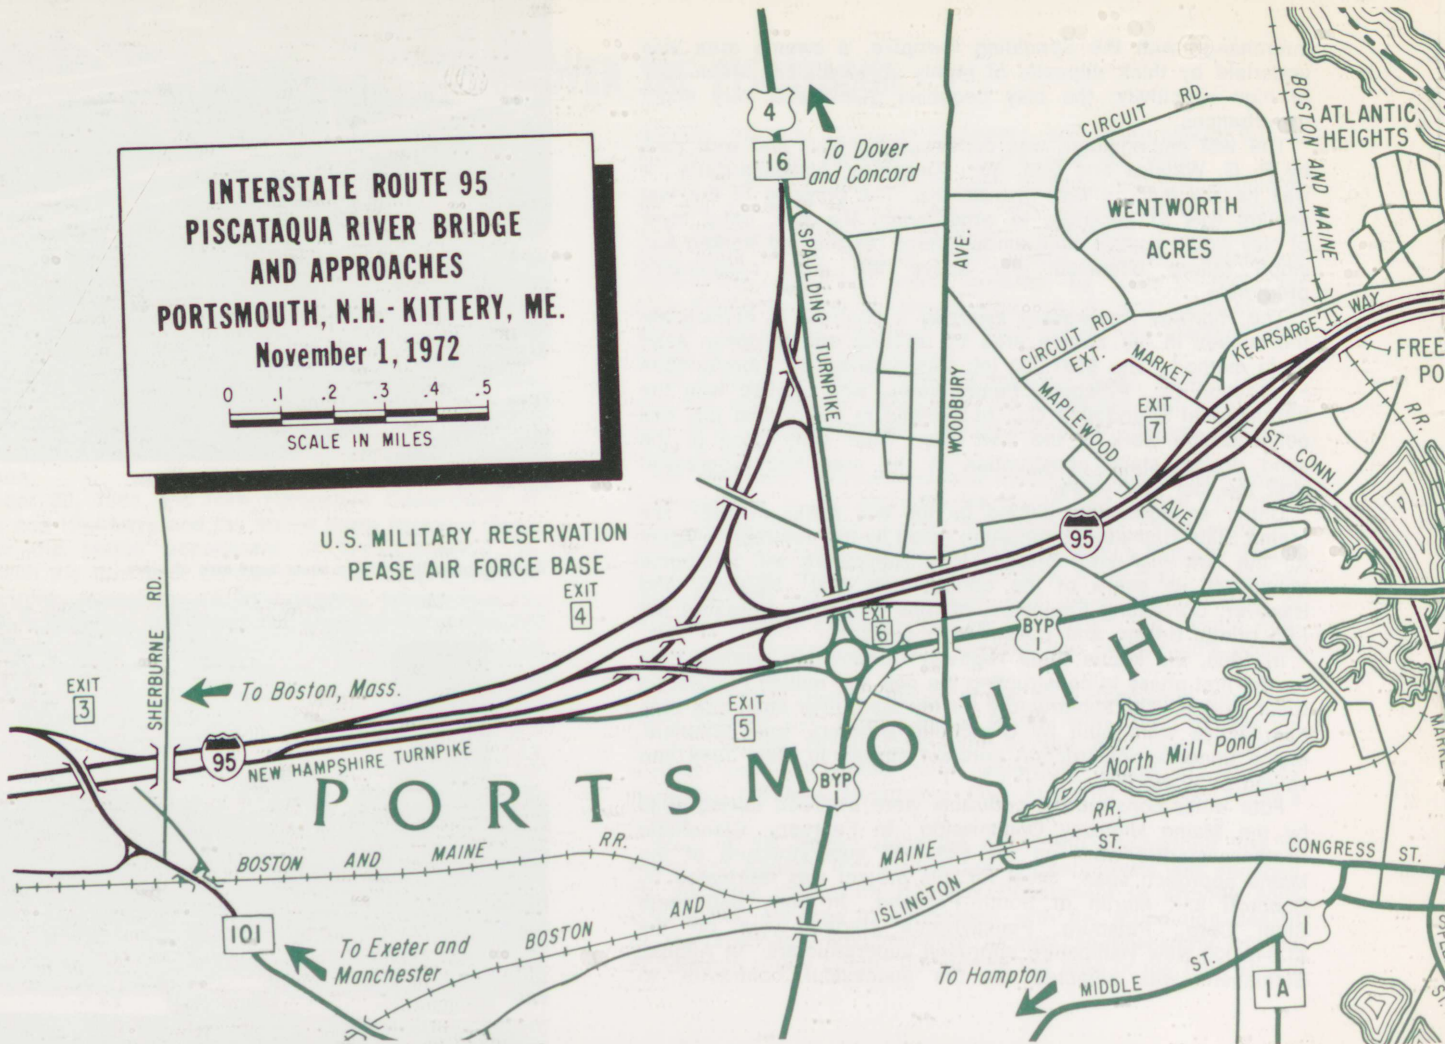 INTERSTATE ROUTE 95
PISCATAQUA RIVER BRIDGE
AND APPROACHES
PORTSMOUTH, N.H.- KITTERY, ME.
November 1, 1972
0 .1 .2 .3 .4 .5
SCALE IN MILES
4
16
To Dover
and Concord
SPAULDING TURNPIKE
WOODBURY AVE.
CIRCUIT RD.
WENTWORTH
ACRES
CIRCUIT RD.
EXT.
BOSTON AND MAINE
RR.
ATLANTIC
HEIGHTS
KEARSARGE WAY
FREE
PO
MARKET
ST. CONN.
EXIT
7
MAPLEWOOD
AVE.
95
U.S. MILITARY RESERVATION
PEASE AIR FORCE BASE
EXIT
4
EXIT
6
EXIT
5
BYP
1
EXIT
3
SHERBURNE RD.
To Boston, Mass.
95
NEW HAMPSHIRE TURNPIKE
PORTSMOUTH
BYP
1
North Mill Pond
BOSTON AND MAINE RR.
BOSTON AND MAINE RR.
ISLINGTON ST.
CONGRESS ST.
101
To Exeter and
Manchester
To Hampton
MIDDLE ST.
1
1A
ST.